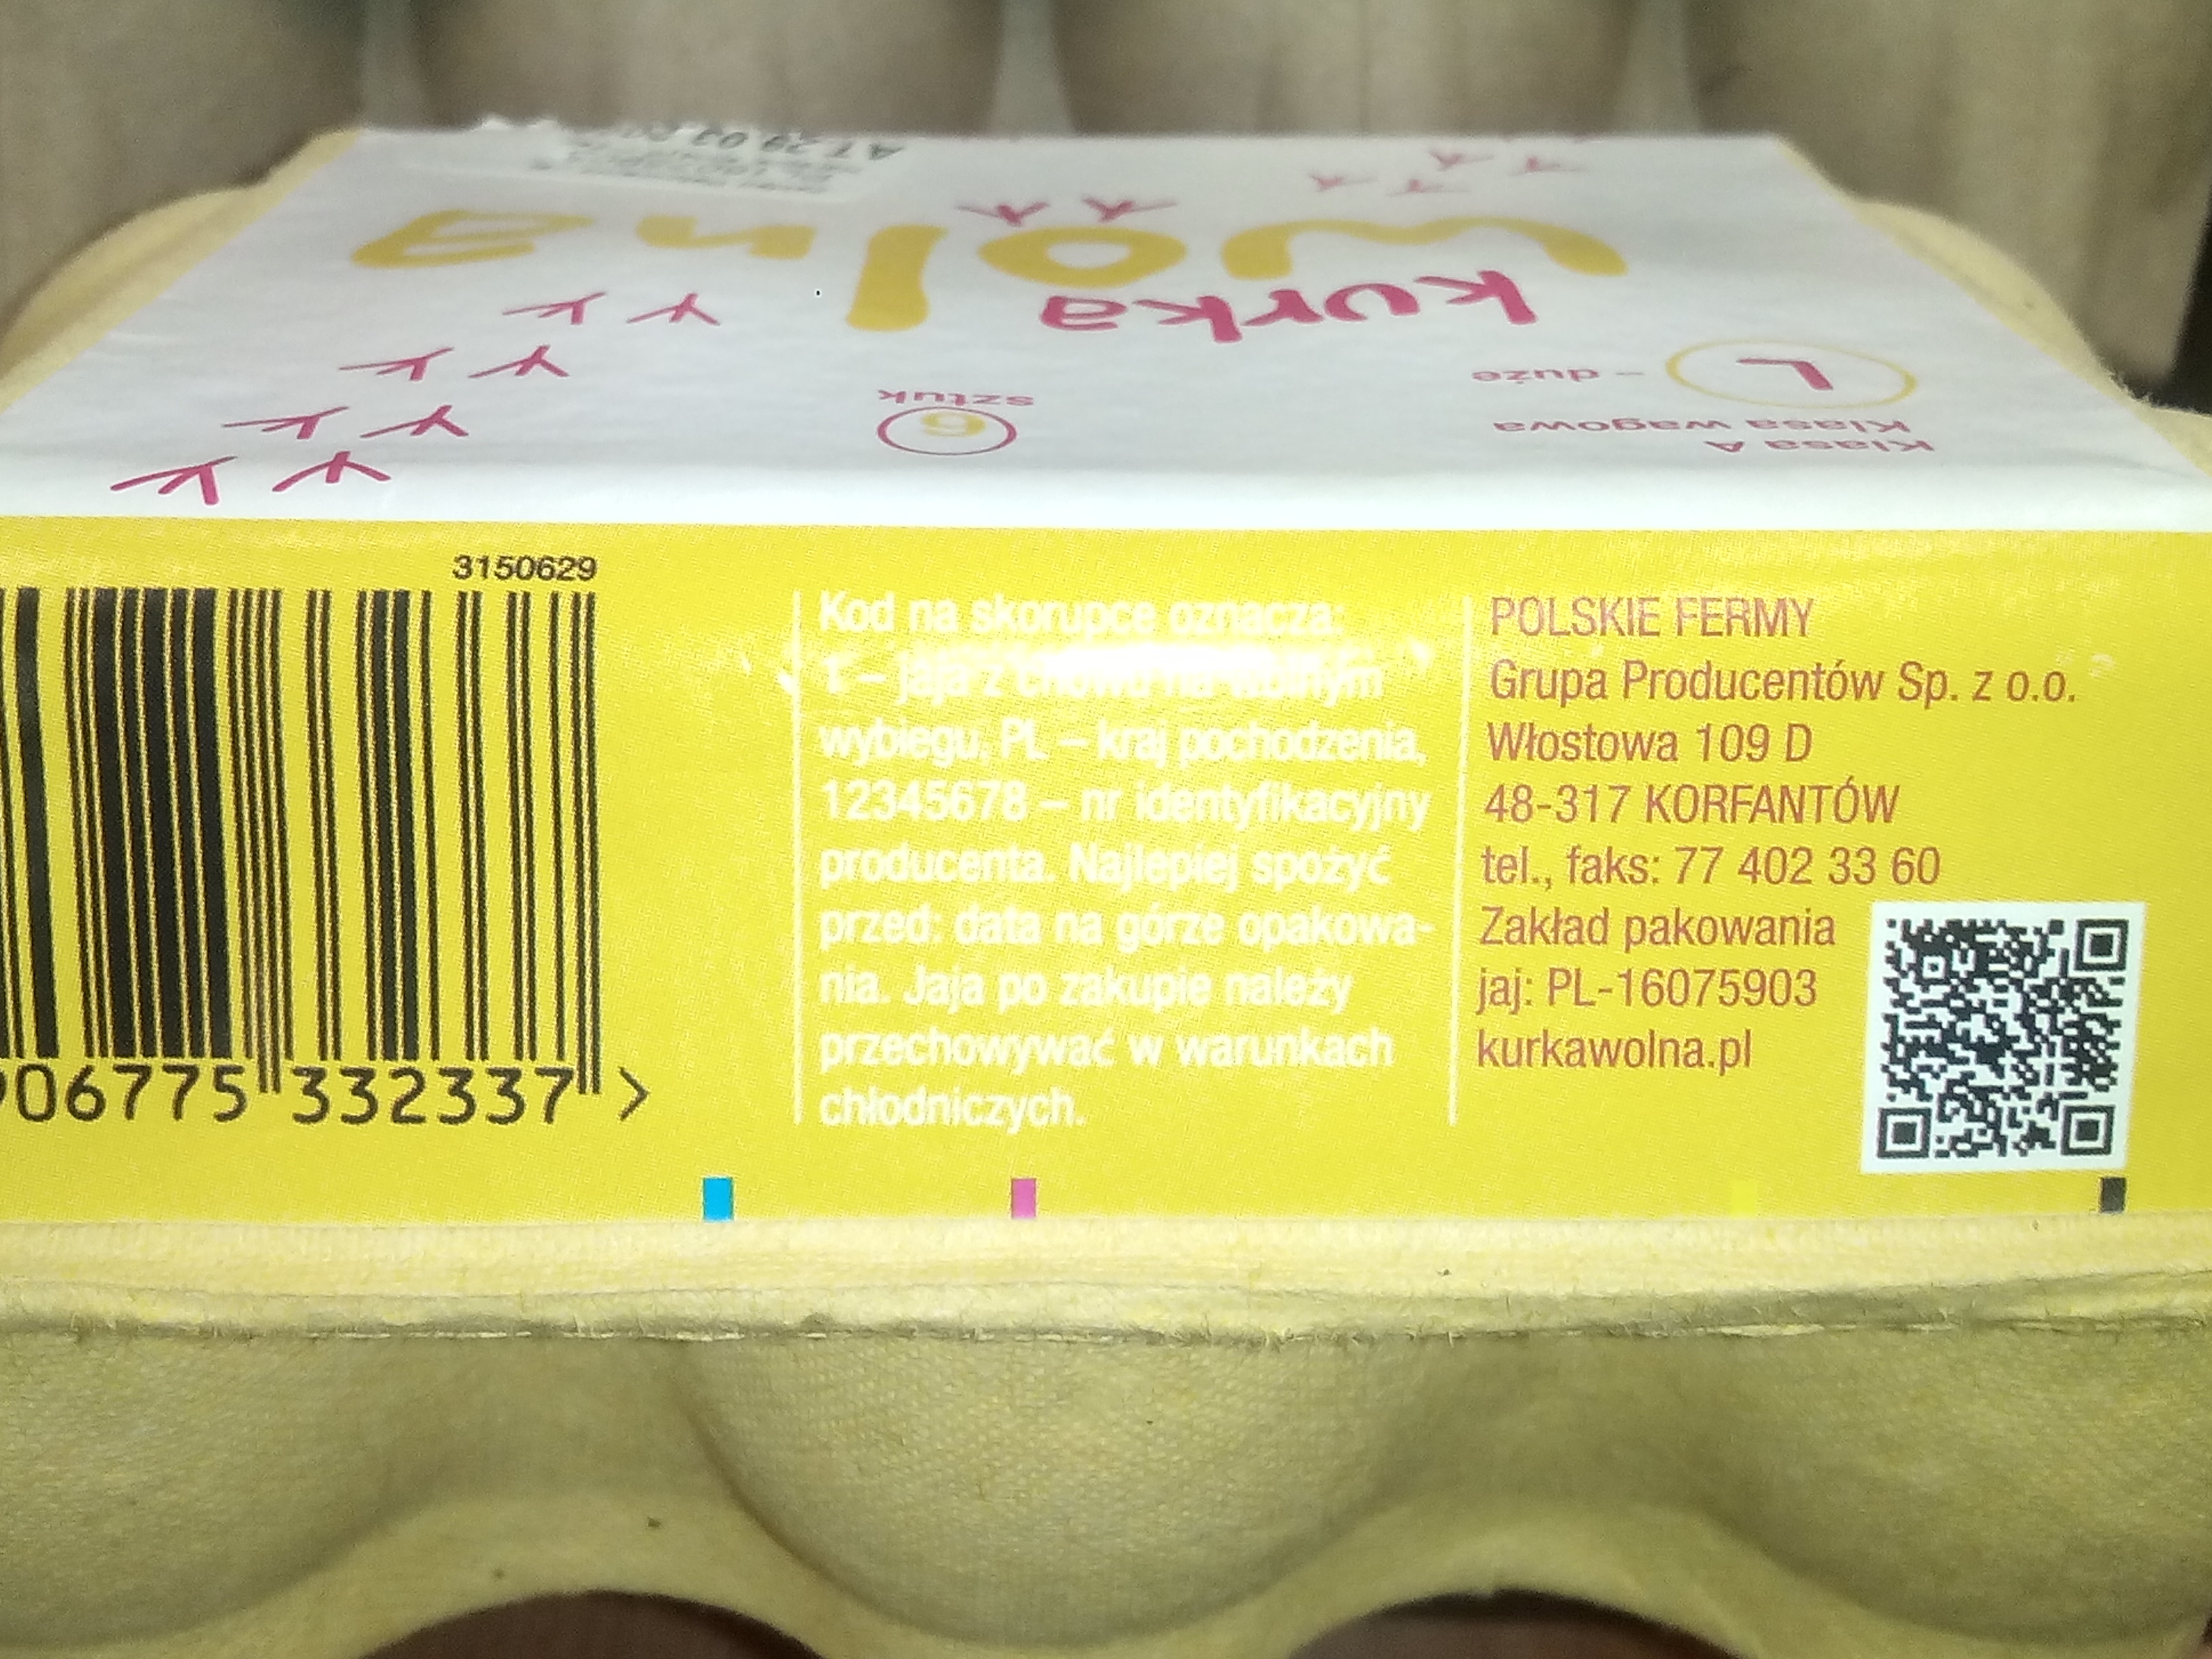 wolna
kurka
6
sztuk
L – duże
Klasa wagowa
Klasa A
3150629
06775 332337 >
Kod na skorupce oznacza:
1 – jaja z chowu na wolnym
wybiegu, PL – kraj pochodzenia,
12345678 – nr identyfikacyjny
producenta. Najlepiej spożyć
przed: data na górze opakowa-
nia. Jaja po zakupie należy
przechowywać w warunkach
chłodniczych.
POLSKIE FERMY
Grupa Producentów Sp. z o.o.
Włostowa 109 D
48-317 KORFANTÓW
tel., faks: 77 402 33 60
Zakład pakowania
jaj: PL-16075903
kurkawolna.pl